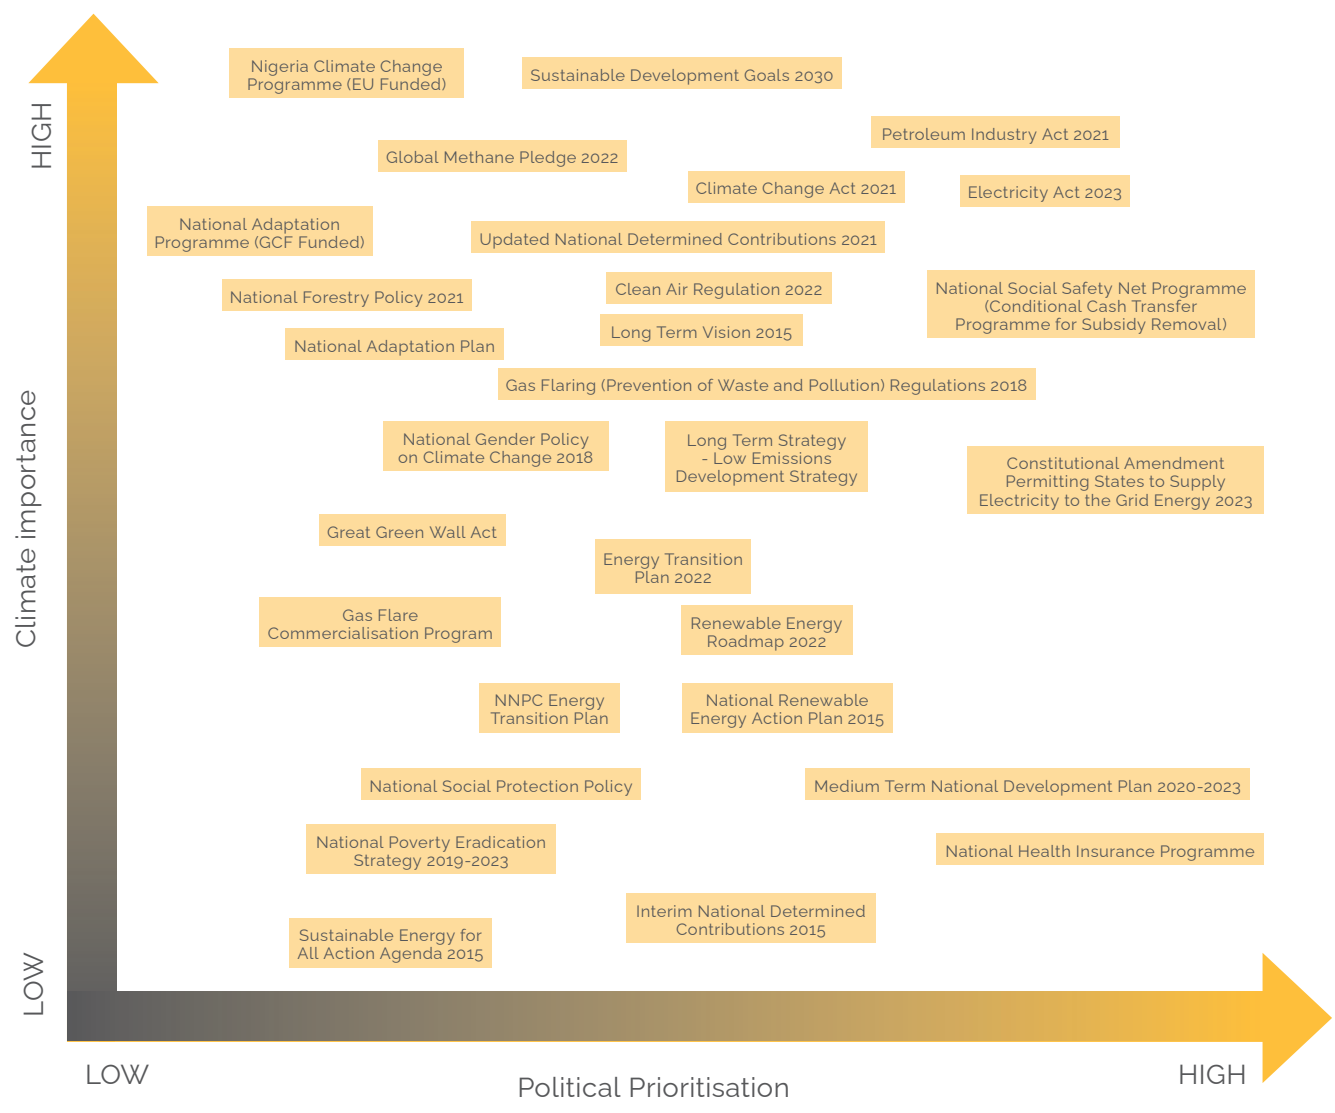 HIGH
Nigeria Climate Change
Programme (EU Funded)
Sustainable Development Goals 2030
Petroleum Industry Act 2021
Global Methane Pledge 2022
Climate Change Act 2021
Electricity Act 2023
National Adaptation
Programme (GCF Funded)
Updated National Determined Contributions 2021
National Forestry Policy 2021
Clean Air Regulation 2022
National Social Safety Net Programme
(Conditional Cash Transfer
Programme for Subsidy Removal)
Long Term Vision 2015
National Adaptation Plan
Gas Flaring (Prevention of Waste and Pollution) Regulations 2018
Climate importance
National Gender Policy
on Climate Change 2018
Long Term Strategy
- Low Emissions
Development Strategy
Constitutional Amendment
Permitting States to Supply
Electricity to the Grid Energy 2023
Great Green Wall Act
Energy Transition
Plan 2022
Gas Flare
Commercialisation Program
Renewable Energy
Roadmap 2022
NNPC Energy
Transition Plan
National Renewable
Energy Action Plan 2015
National Social Protection Policy
Medium Term National Development Plan 2020-2023
National Poverty Eradication
Strategy 2019-2023
National Health Insurance Programme
Interim National Determined
Contributions 2015
Sustainable Energy for
All Action Agenda 2015
LOW
LOW
Political Prioritisation
HIGH